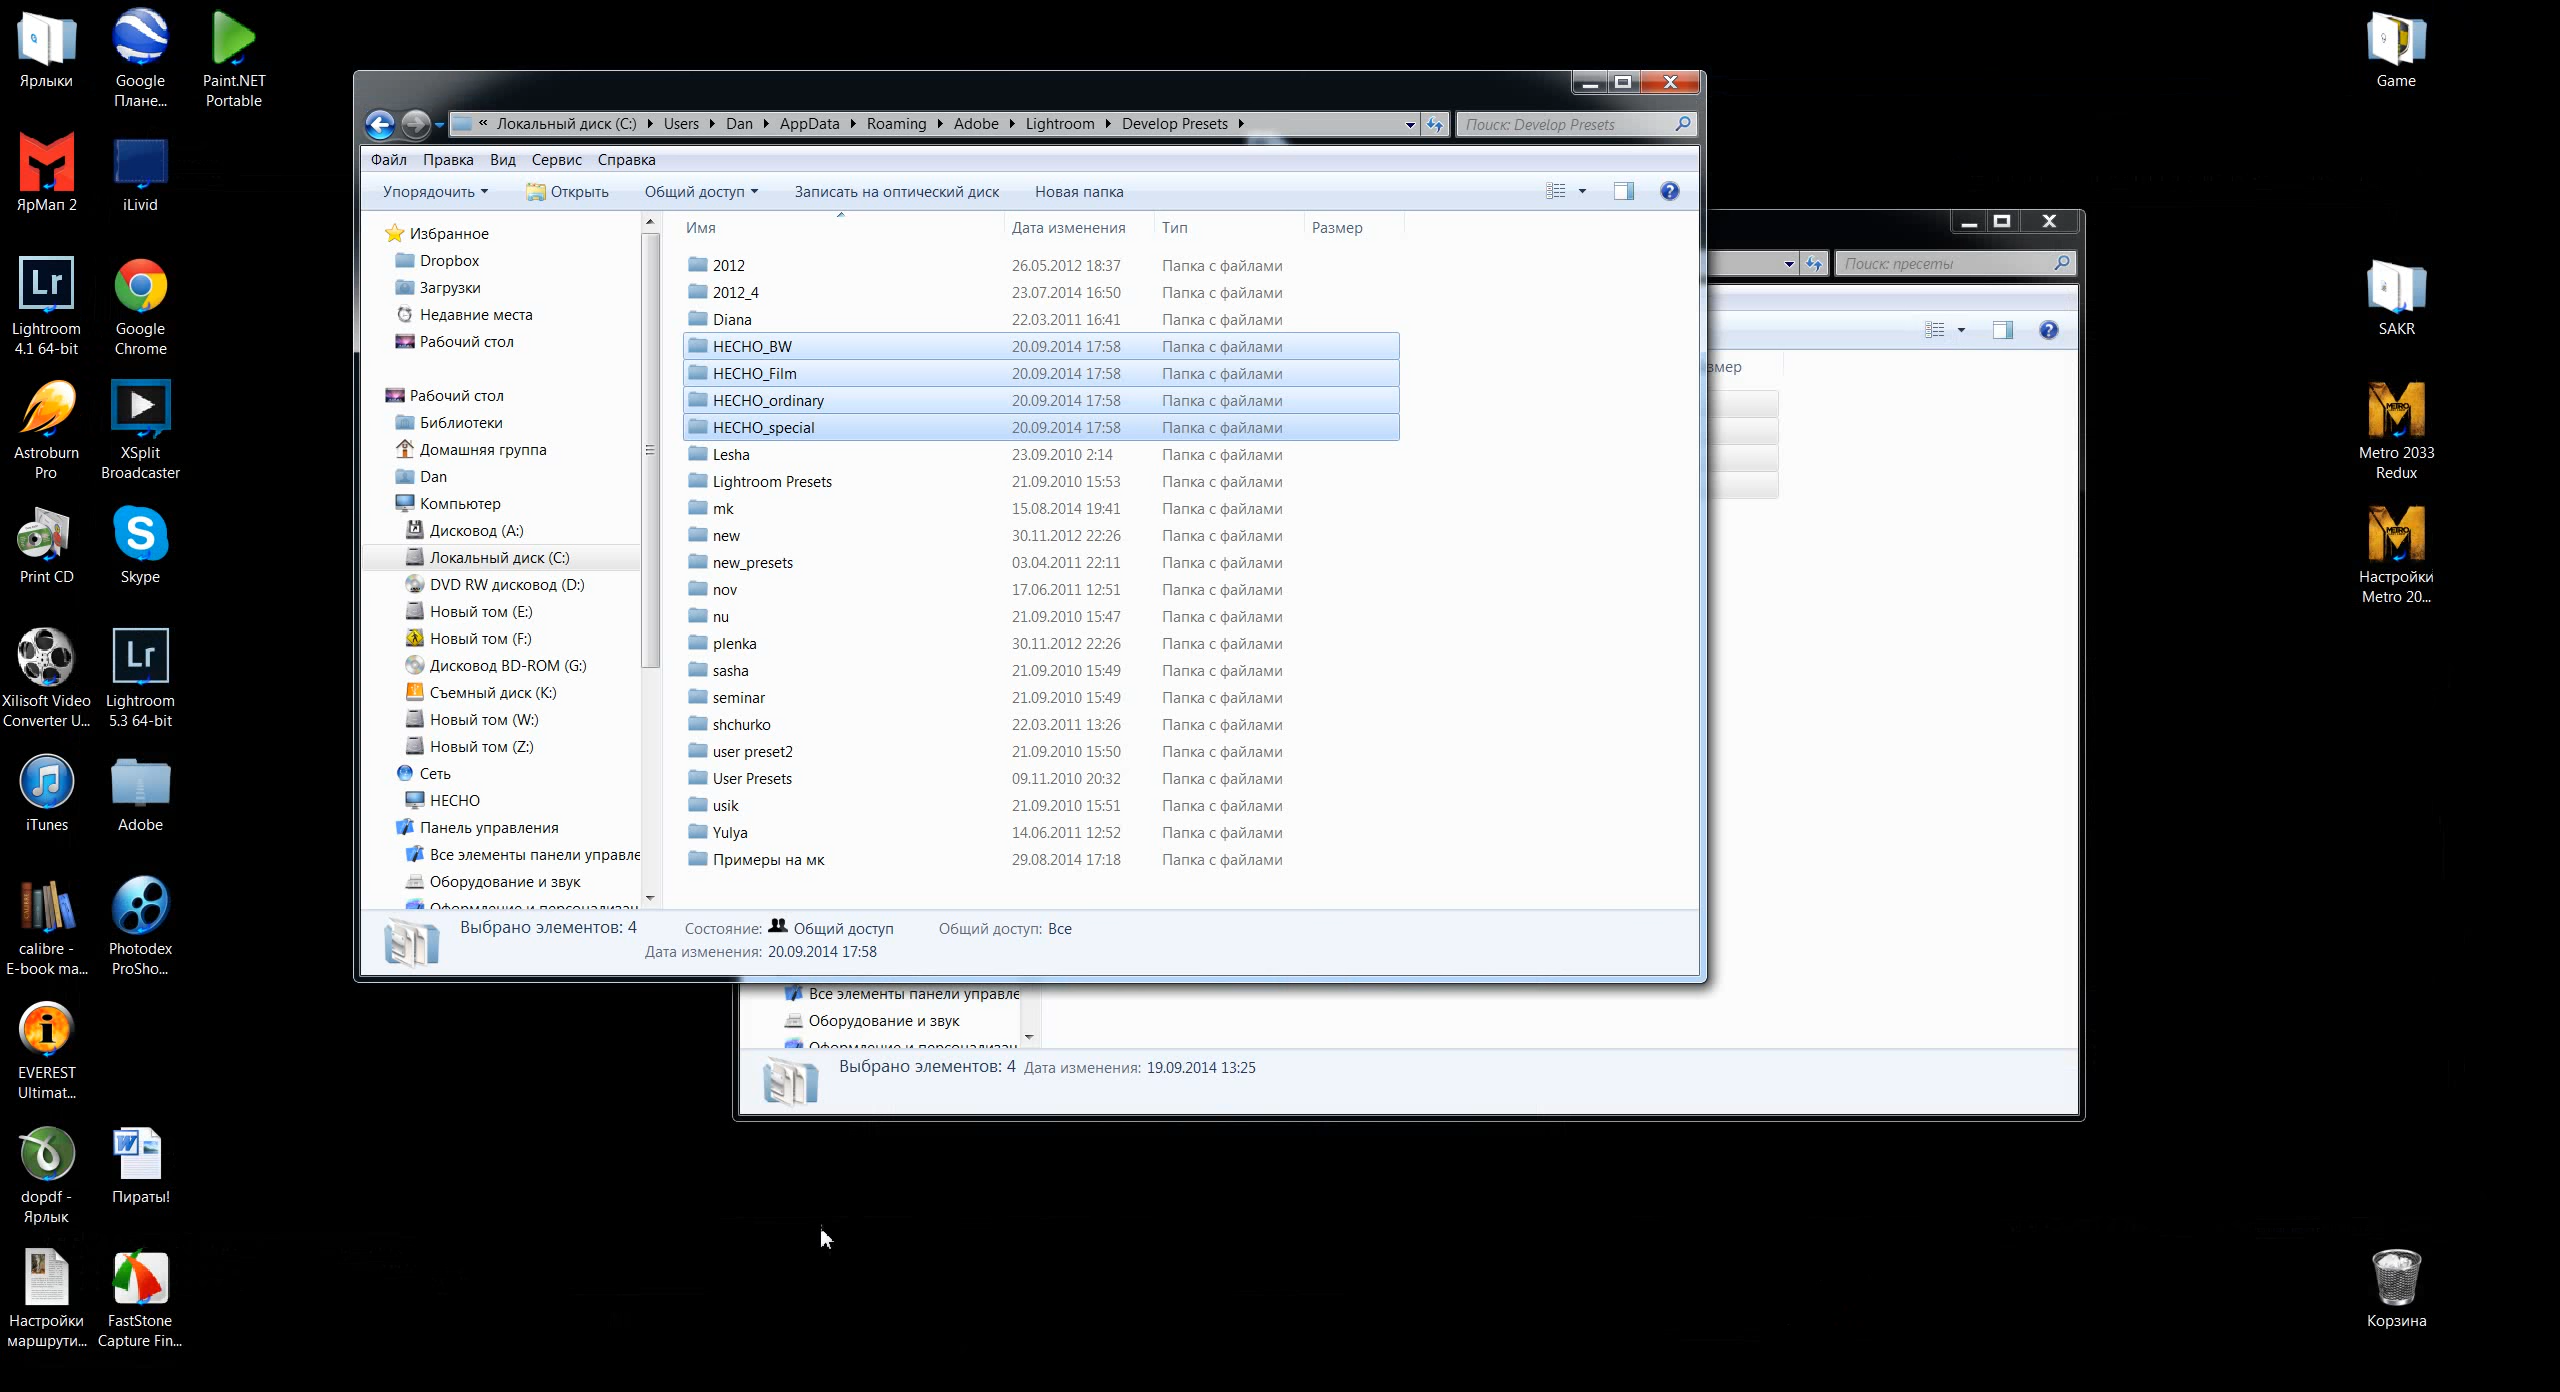 Ярлыки
Google
Плане...
Paint.NET
Portable
ЯрМап 2
iLivid
Lightroom
4.1 64-bit
Google
Chrome
Astroburn
Pro
XSplit
Broadcaster
Print CD
Skype
Xilisoft Video
Converter U...
Lightroom
5.3 64-bit
iTunes
Adobe
calibre -
E-book ma...
Photodex
ProSho...
EVEREST
Ultimat...
dopdf -
Ярлык
Пираты!
Настройки
маршрути...
FastStone
Capture Fin...
« Локальный диск (C:) Users Dan AppData Roaming Adobe Lightroom Develop Presets
Поиск: Develop Presets
Файл Правка Вид Сервис Справка
Упорядочить Открыть Общий доступ Записать на оптический диск Новая папка
Избранное
Dropbox
Загрузки
Недавние места
Рабочий стол
Рабочий стол
Библиотеки
Домашняя группа
Dan
Компьютер
Дисковод (A:)
Локальный диск (C:)
DVD RW дисковод (D:)
Новый том (E:)
Новый том (F:)
Дисковод BD-ROM (G:)
Съемный диск (K:)
Новый том (W:)
Новый том (Z:)
Сеть
HECHO
Панель управления
Все элементы панели управле
Оборудование и звук
Оформление и персонализац
Имя Дата изменения Тип Размер
2012 26.05.2012 18:37 Папка с файлами
2012_4 23.07.2014 16:50 Папка с файлами
Diana 22.03.2011 16:41 Папка с файлами
HECHO_BW 20.09.2014 17:58 Папка с файлами
HECHO_Film 20.09.2014 17:58 Папка с файлами
HECHO_ordinary 20.09.2014 17:58 Папка с файлами
HECHO_special 20.09.2014 17:58 Папка с файлами
Lesha 23.09.2010 2:14 Папка с файлами
Lightroom Presets 21.09.2010 15:53 Папка с файлами
mk 15.08.2014 19:41 Папка с файлами
new 30.11.2012 22:26 Папка с файлами
new_presets 03.04.2011 22:11 Папка с файлами
nov 17.06.2011 12:51 Папка с файлами
nu 21.09.2010 15:47 Папка с файлами
plenka 30.11.2012 22:26 Папка с файлами
sasha 21.09.2010 15:49 Папка с файлами
seminar 21.09.2010 15:49 Папка с файлами
shchurko 22.03.2011 13:26 Папка с файлами
user preset2 21.09.2010 15:50 Папка с файлами
User Presets 09.11.2010 20:32 Папка с файлами
usik 21.09.2010 15:51 Папка с файлами
Yulya 14.06.2011 12:52 Папка с файлами
Примеры на мк 29.08.2014 17:18 Папка с файлами
Выбрано элементов: 4 Состояние: Общий доступ Общий доступ: Все
Дата изменения: 20.09.2014 17:58
Поиск: пресеты
змер
Все элементы панели управле
Оборудование и звук
Оформление и персонализац
Выбрано элементов: 4 Дата изменения: 19.09.2014 13:25
Game
SAKR
Metro 2033
Redux
Настройки
Metro 20...
Корзина